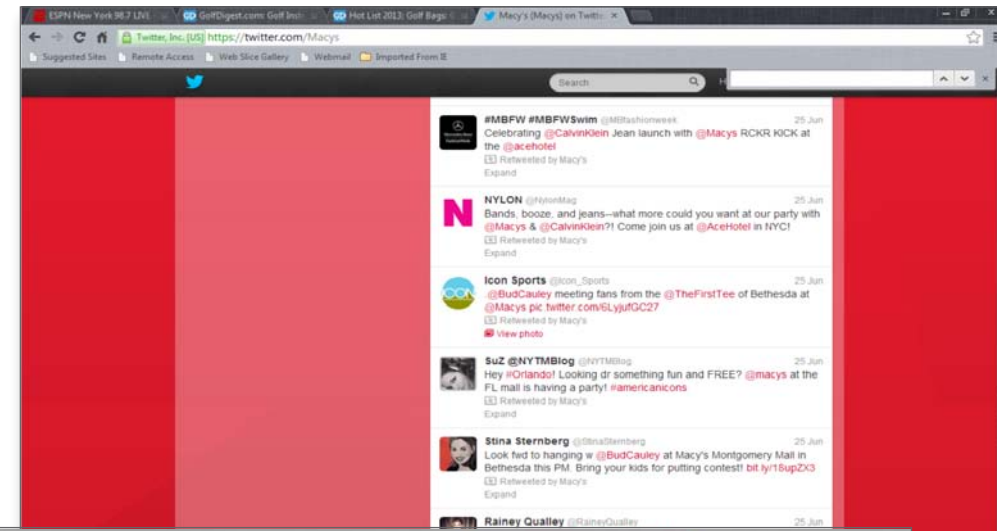 ESPN New York 98.7 LIVE
GolfDigest.com: Golf Inst
Hot List 2013: Golf Bags:
Macy's (Macys) on Twitte
Twitter, Inc. [US] https://twitter.com/Macys
Suggested Sites Remote Access Web Slice Gallery Webmail Imported From IE
Search
#MBFW #MBFWSwim @MBfashionweek 25 Jun
Celebrating @CalvinKlein Jean launch with @Macys RCKR KICK at
the @acehotel
Retweeted by Macy's
Expand
N
NYLON @NylonMag 25 Jun
Bands, booze, and jeans--what more could you want at our party with
@Macys & @CalvinKlein?! Come join us at @AceHotel in NYC!
Retweeted by Macy's
Expand
ICON
Icon Sports @Icon_Sports 25 Jun
.@BudCauley meeting fans from the @TheFirstTee of Bethesda at
@Macys pic.twitter.com/6LyjufGC27
Retweeted by Macy's
View photo
SuZ @NYTMBlog @NYTMBlog 25 Jun
Hey #Orlando! Looking dr something fun and FREE? @macys at the
FL mall is having a party! #americanicons
Retweeted by Macy's
Expand
Stina Sternberg @StinaSternberg 25 Jun
Look fwd to hanging w @BudCauley at Macy's Montgomery Mall in
Bethesda this PM. Bring your kids for putting contest! bit.ly/1SupZX3
Retweeted by Macy's
Expand
Rainey Qualley @RaineyQualley 25 Jun